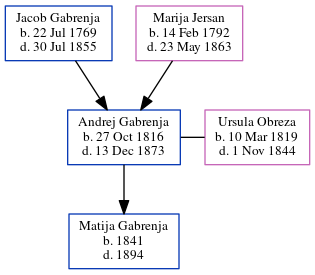 Jacob Gabrenja
b. 22 Jul 1769
d. 30 Jul 1855
Marija Jersan
b. 14 Feb 1792
d. 23 May 1863
Andrej Gabrenja
b. 27 Oct 1816
d. 13 Dec 1873
Ursula Obreza
b. 10 Mar 1819
d. 1 Nov 1844
Matija Gabrenja
b. 1841
d. 1894